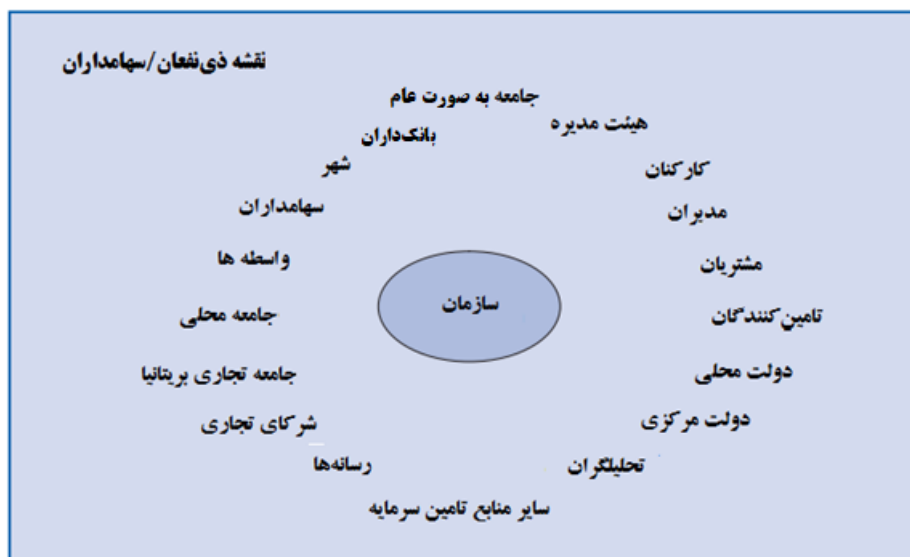 نقشه ذی‌نفعان/سهامداران
جامعه به صورت عام
هیئت مدیره
بانک‌داران
کارکنان
شهر
مدیران
سهامداران
مشتریان
واسطه ها
سازمان
تامین‌کنندگان
جامعه محلی
دولت محلی
جامعه تجاری بریتانیا
دولت مرکزی
شرکای تجاری
تحلیلگران
رسانه‌ها
سایر منابع تامین سرمایه